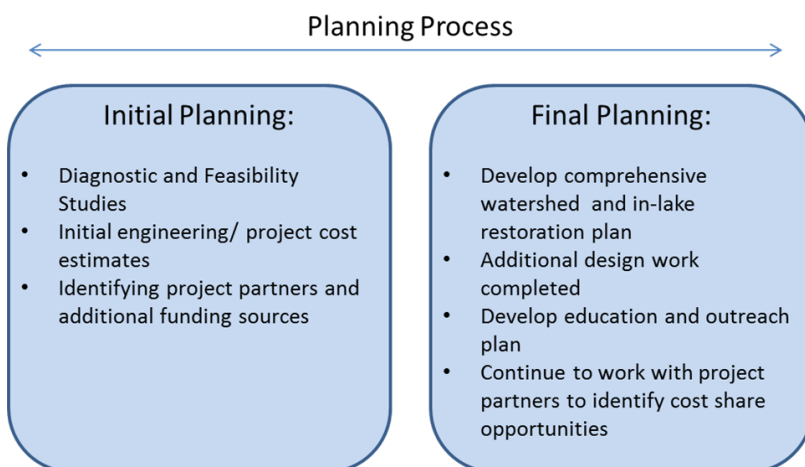 Planning Process
Initial Planning:
• Diagnostic and Feasibility
Studies
• Initial engineering/ project cost
estimates
• Identifying project partners and
additional funding sources
Final Planning:
• Develop comprehensive
watershed and in-lake
restoration plan
• Additional design work
completed
• Develop education and outreach
plan
• Continue to work with project
partners to identify cost share
opportunities